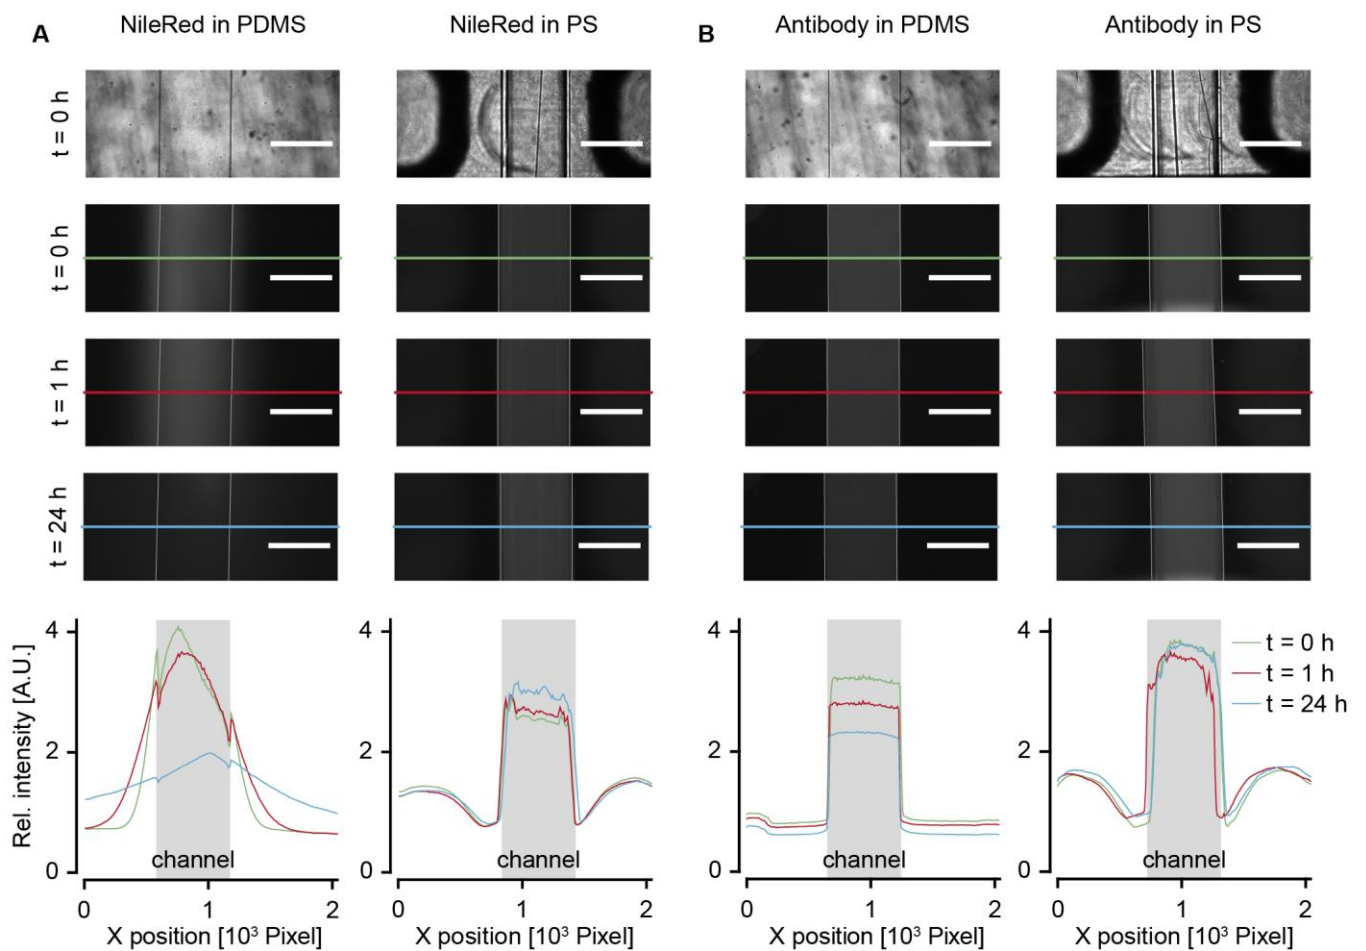 A
NileRed in PDMS
NileRed in PS
B
Antibody in PDMS
Antibody in PS
t = 0 h
t = 0 h
t = 1 h
t = 24 h
Rel. intensity [A.U.]
4
2
0
channel
0 1 2
X position [10³ Pixel]
4
2
0
channel
0 1 2
X position [10³ Pixel]
4
2
0
channel
0 1 2
X position [10³ Pixel]
4
2
0
channel
0 1 2
X position [10³ Pixel]
t = 0 h
t = 1 h
t = 24 h